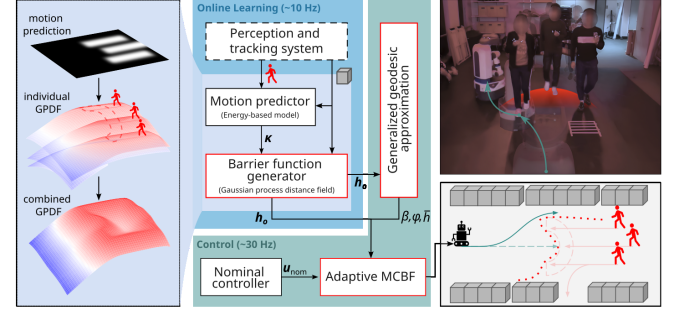 motion
prediction
individual
GPDF
combined
GPDF
Online Learning (~10 Hz)
Perception and
tracking system
Motion predictor
(Energy-based model)
κ
Barrier function
generator
(Gaussian process distance field)
h_o
h_o
Generalized geodesic
approximation
β,φ,h̄
Control (~30 Hz)
Nominal
controller
u_nom
Adaptive MCBF